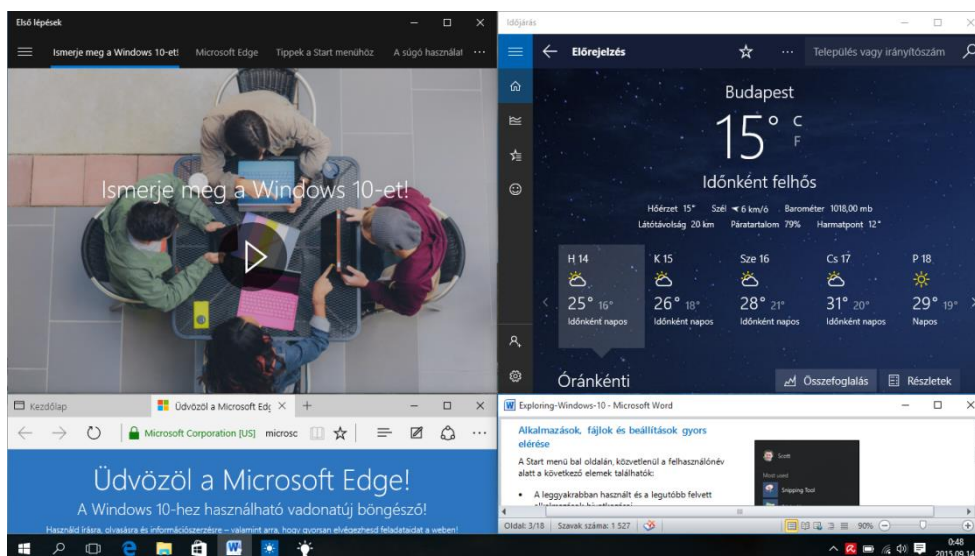 Első lépések
Ismerje meg a Windows 10-et! Microsoft Edge Tippek a Start menühöz A súgó használat
Ismerje meg a Windows 10-et!
Időjárás
Előrejelzés
Település vagy irányítószám
Budapest
15° C
F
Időnként felhős
Hőérzet 15° Szél 6 km/ó Barométer 1018,00 mb
Látótávolság 20 km Páratartalom 79% Harmatpont 12°
H 14 K 15 Sze 16 Cs 17 P 18
25° 16° 26° 18° 28° 21° 31° 20° 29° 19°
Időnként napos Időnként napos Időnként napos Időnként napos Napos
Óránkénti
Összefoglalás Részletek
Kezdőlap Üdvözöl a Microsoft Edg
Microsoft Corporation [US] microsc
Üdvözöl a Microsoft Edge!
A Windows 10-hez használható vadonatúj böngésző!
Használd írásra, olvasásra és információszerzésre – valamint arra, hogy gyorsan elvégezhesd feladataidat a weben!
Exploring-Windows-10 - Microsoft Word
Alkalmazások, fájlok és beállítások gyors
elérése
A Start menü bal oldalán, közvetlenül a felhasználónév
alatt a következő elemek találhatók:
• A leggyakrabban használt és a legutóbb felvett
Scott
Most used
Snipping Tool
Oldal: 3/18 Szavak száma: 1 527 90%
0:48
2015.09.14